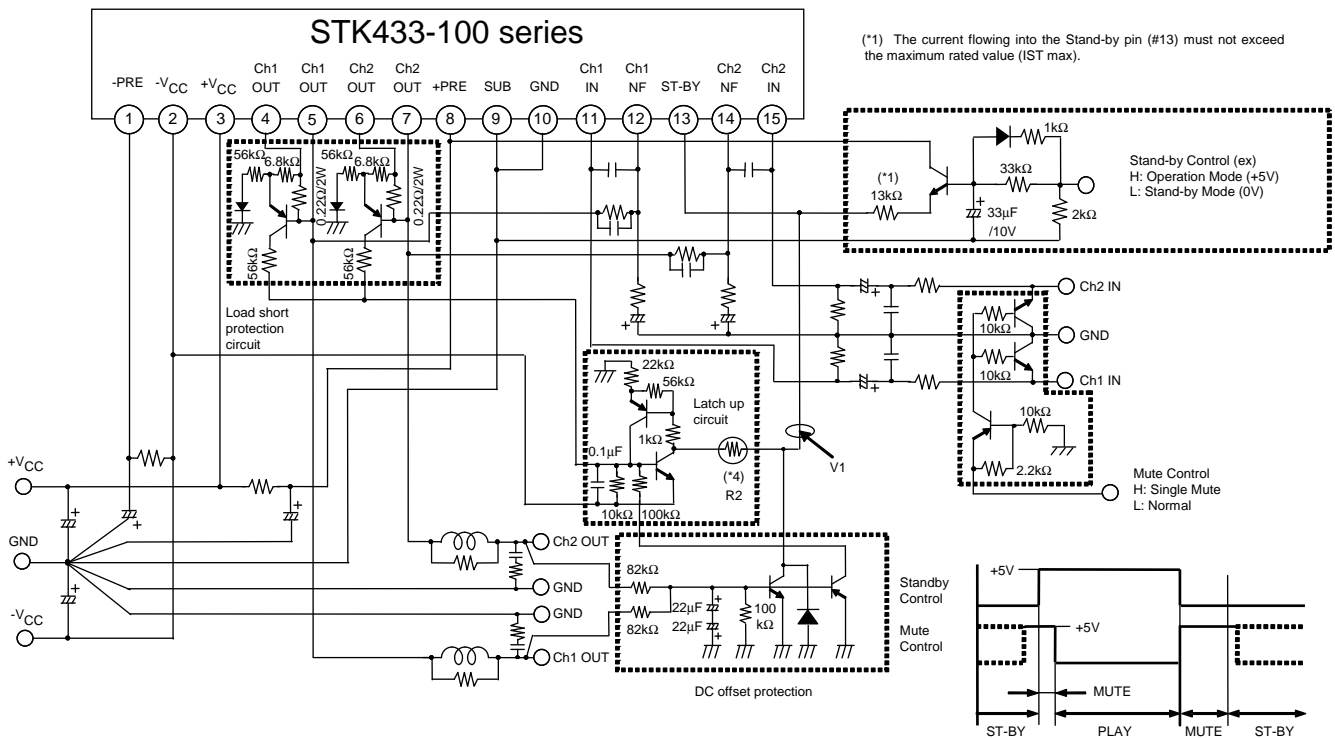 STK433-100 series
(*1) The current flowing into the Stand-by pin (#13) must not exceed
the maximum rated value (IST max).
-PRE
-VCC
+VCC
Ch1
OUT
Ch1
OUT
Ch2
OUT
Ch2
OUT
+PRE
SUB
GND
Ch1
IN
Ch1
NF
ST-BY
Ch2
NF
Ch2
IN
1
2
3
4
5
6
7
8
9
10
11
12
13
14
15
56kΩ
6.8kΩ
0.22Ω/2W
56kΩ
56kΩ
6.8kΩ
0.22Ω/2W
56kΩ
Load short
protection
circuit
1kΩ
(*1)
13kΩ
33kΩ
33μF
/10V
2kΩ
Stand-by Control (ex)
H: Operation Mode (+5V)
L: Stand-by Mode (0V)
Ch2 IN
10kΩ
GND
10kΩ
Ch1 IN
10kΩ
2.2kΩ
Mute Control
H: Single Mute
L: Normal
22kΩ
56kΩ
Latch up
circuit
1kΩ
0.1μF
(*4)
R2
10kΩ
100kΩ
V1
+VCC
GND
-VCC
Ch2 OUT
GND
GND
Ch1 OUT
82kΩ
82kΩ
22μF
22μF
100
kΩ
DC offset protection
Standby
Control
Mute
Control
+5V
+5V
MUTE
ST-BY
PLAY
MUTE
ST-BY